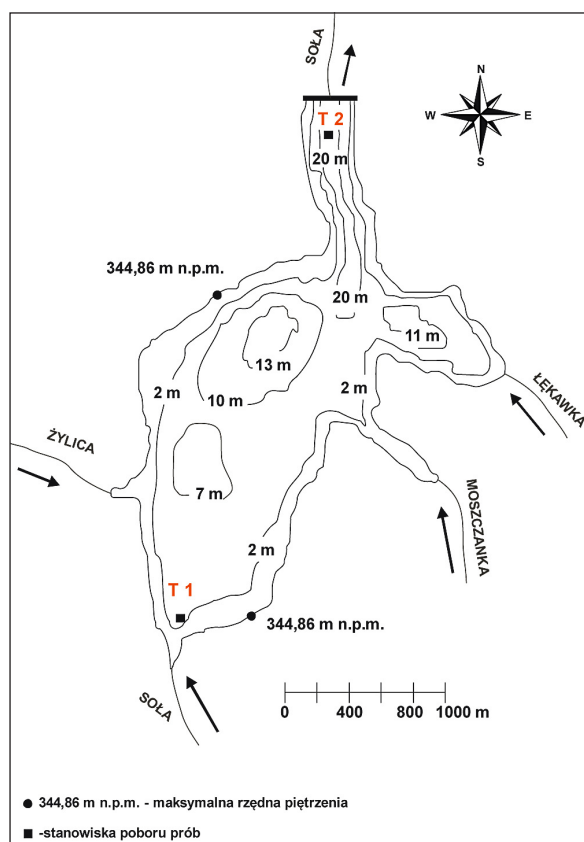 SOŁA
T 2
20 m
N
W
E
S
344,86 m n.p.m.
20 m
11 m
13 m
2 m
10 m
2 m
ŁĘKAWKA
ŻYLICA
7 m
MOSZCZANKA
2 m
T 1
344,86 m n.p.m.
SOŁA
0 400 800 1000 m
344,86 m n.p.m. - maksymalna rzędna piętrzenia
-stanowiska poboru prób